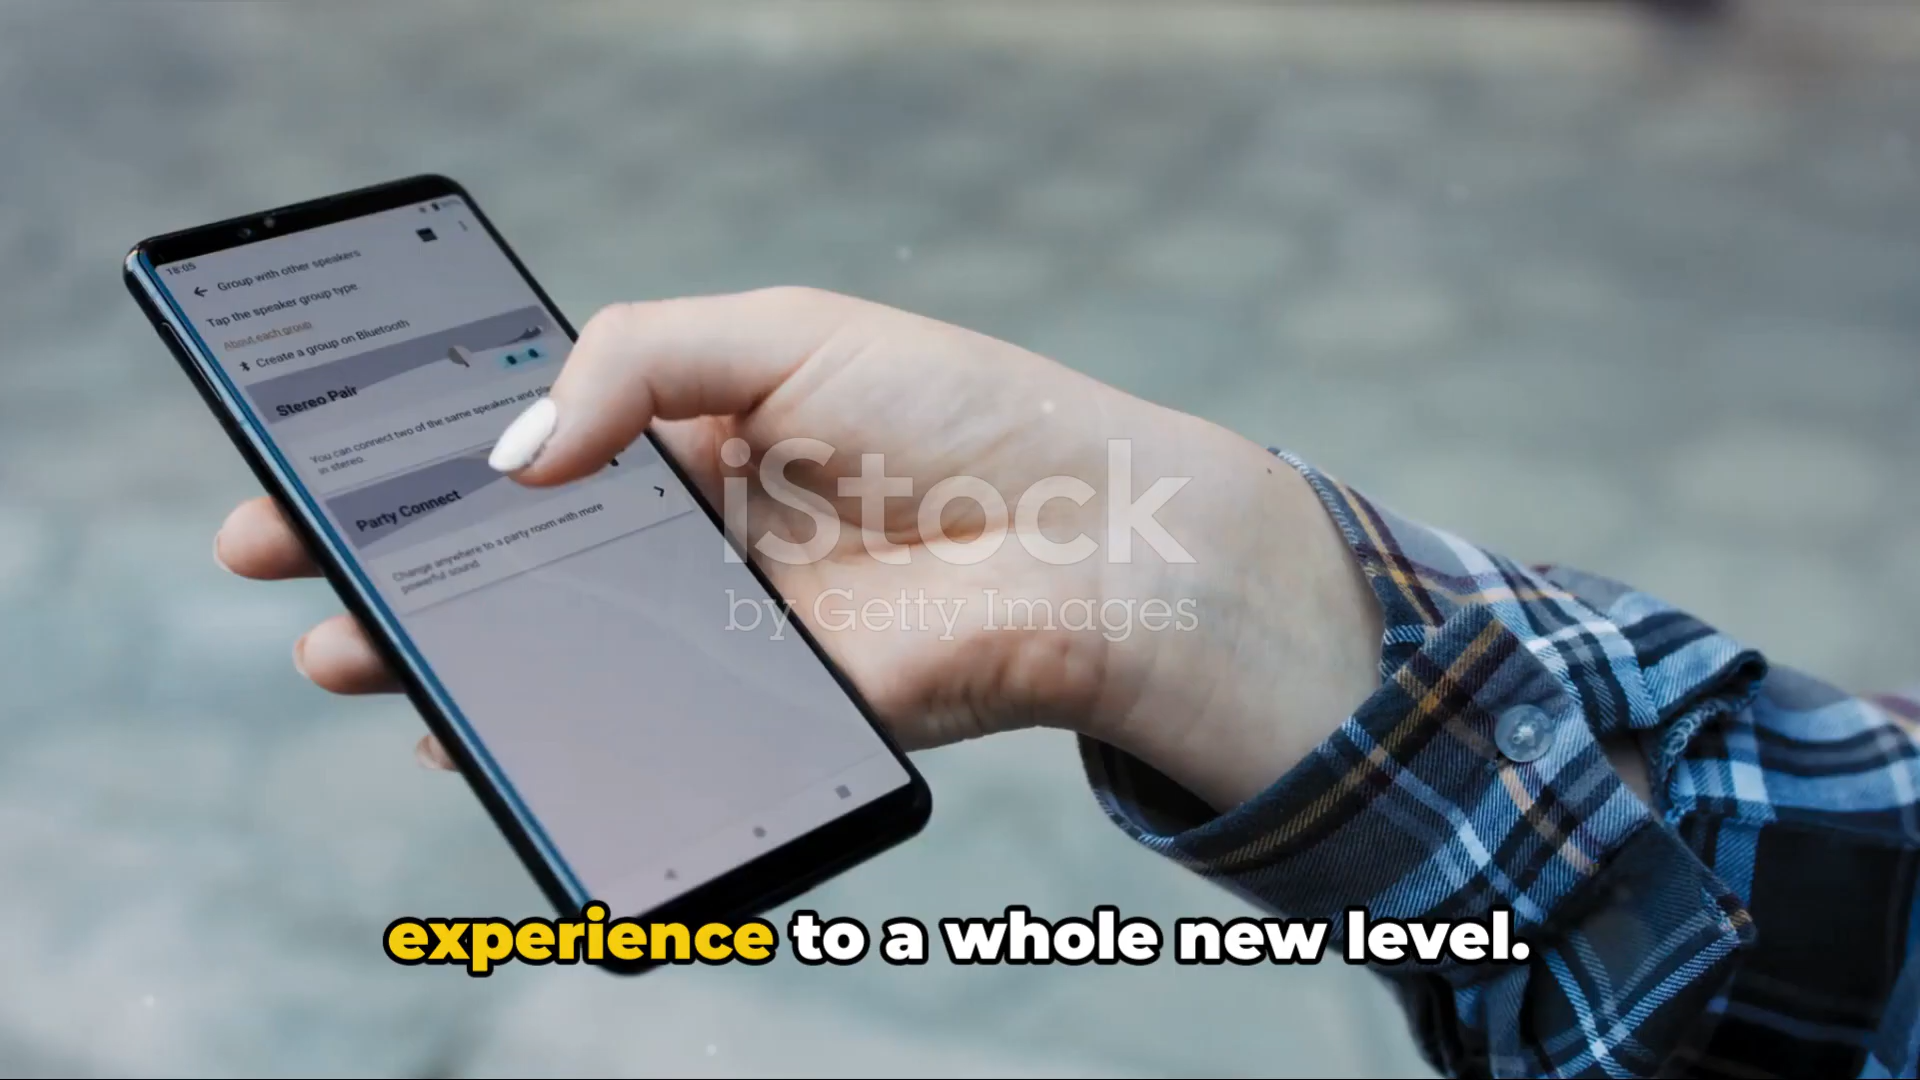 18:05
Group with other speakers
Tap the speaker group type.
About each group
Create a group on Bluetooth
Stereo Pair
You can connect two of the same speakers and
in stereo.
Party Connect
Change anywhere to a party room with more
powerful sound.
iStock
by Getty Images
experience to a whole new level.